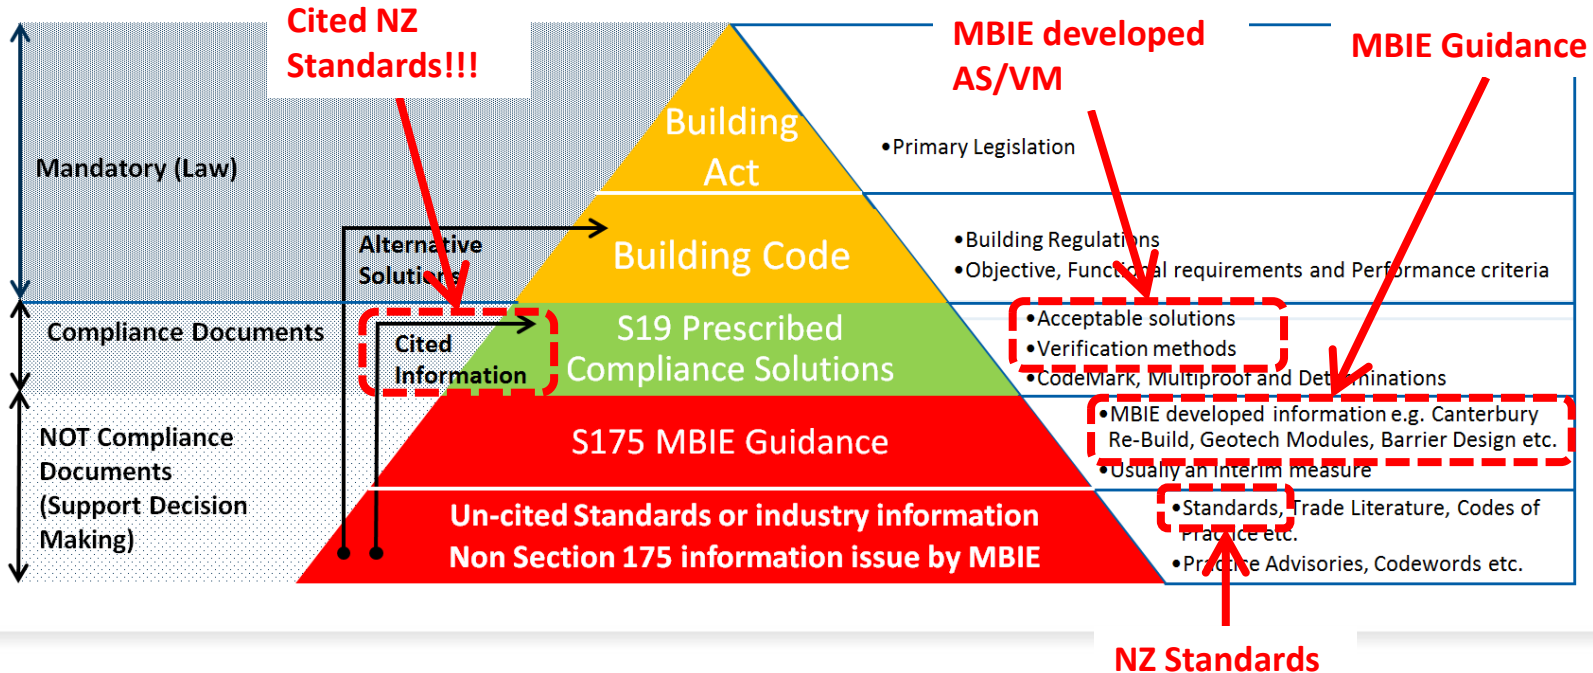 Cited NZ
Standards!!!
MBIE developed
AS/VM
MBIE Guidance
Mandatory (Law)
Building
Act
•Primary Legislation
Alternative
Solutions
Building Code
•Building Regulations
•Objective, Functional requirements and Performance criteria
Compliance Documents
Cited
Information
S19 Prescribed
Compliance Solutions
•Acceptable solutions
•Verification methods
•CodeMark, Multiproof and Determinations
NOT Compliance
Documents
(Support Decision
Making)
S175 MBIE Guidance
•MBIE developed information e.g. Canterbury
Re-Build, Geotech Modules, Barrier Design etc.
•Usually an interim measure
Un-cited Standards or industry information
Non Section 175 information issue by MBIE
•Standards, Trade Literature, Codes of
Practice etc.
•Practice Advisories, Codewords etc.
NZ Standards